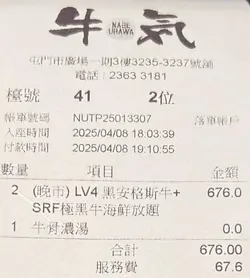 牛気
NABE URAWA
屯門市廣場一期3樓3235-3237號鋪
電話 : 2363 3181
檯號 41 2位
帳單號碼 NUTP25013307 落單帳戶
入座時間 2025/04/08 18:03:39
付款時間 2025/04/08 19:10:55
數量 項目 金額
2 (晚市) LV4 黑安格斯牛+ 676.0
SRF極黑牛海鮮放題
1 牛骨濃湯 0.0
合計 676.00
服務費 67.6